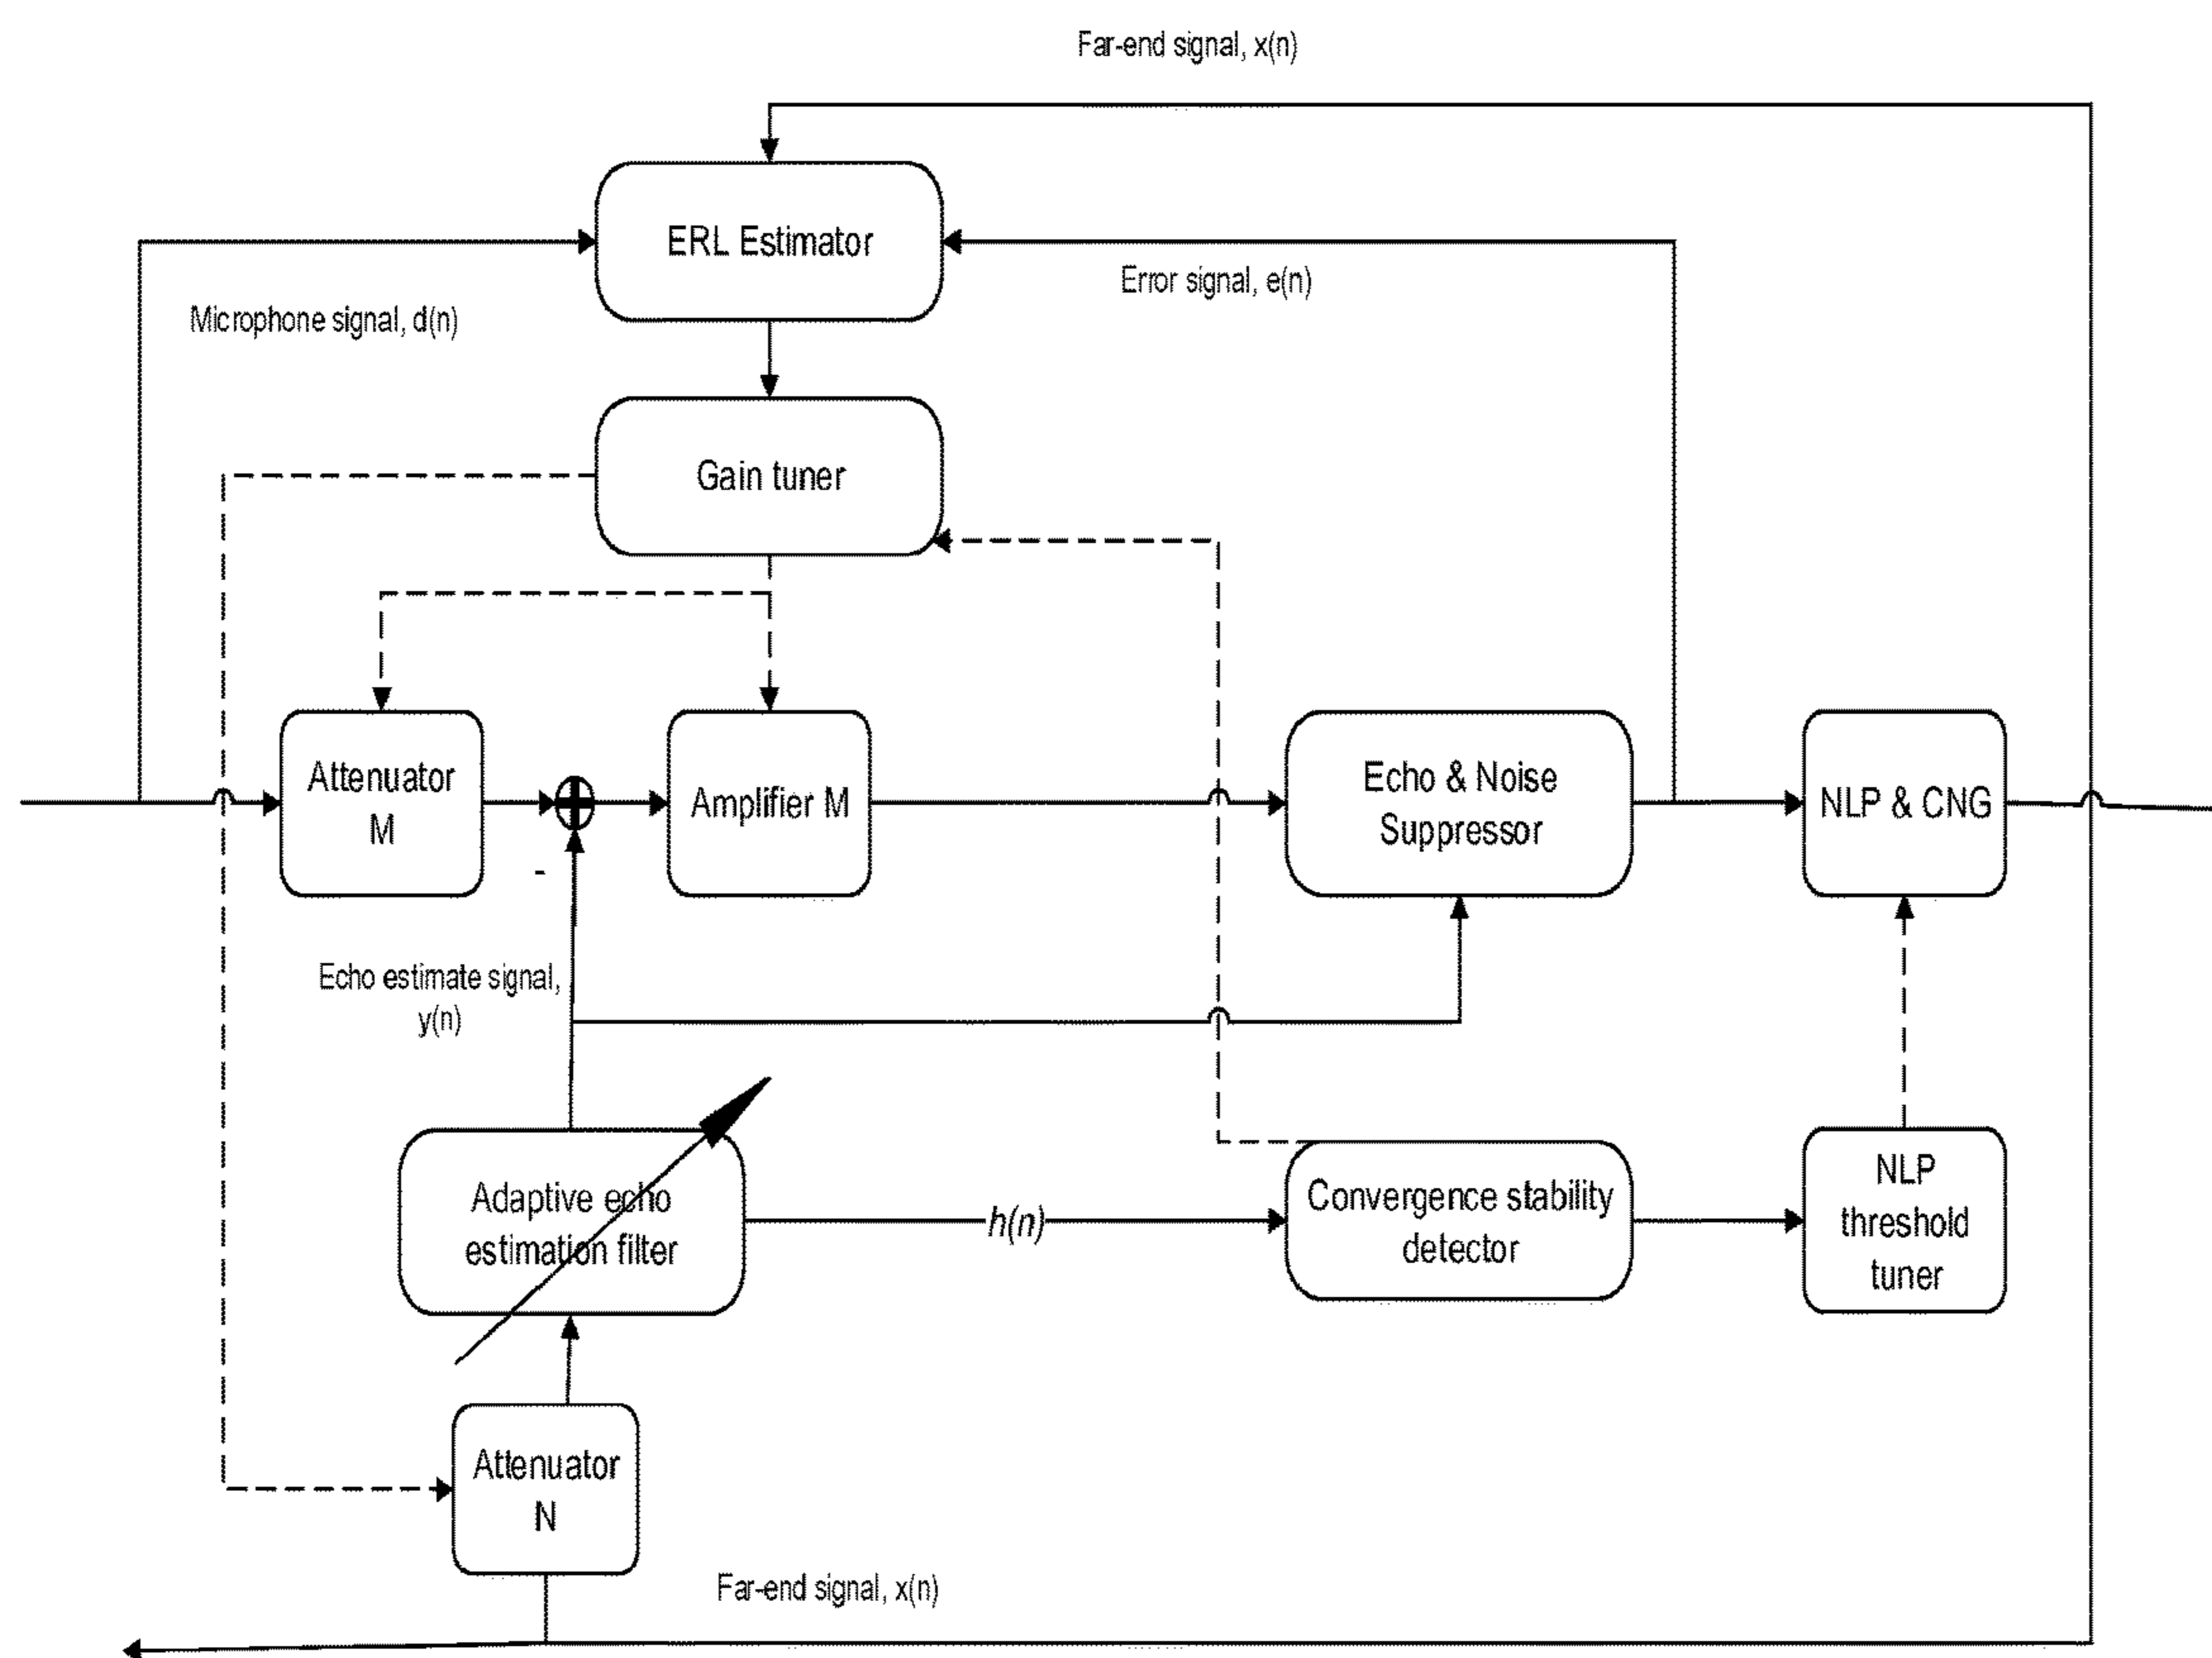 Far-end signal, x(n)
ERL Estimator
Error signal, e(n)
Microphone signal, d(n)
Gain tuner
Attenuator
M
Amplifier M
Echo & Noise
Suppressor
NLP & CNG
-
Echo estimate signal,
y(n)
Adaptive echo
estimation filter
h(n)
Convergence stability
detector
NLP
threshold
tuner
Attenuator
N
Far-end signal, x(n)